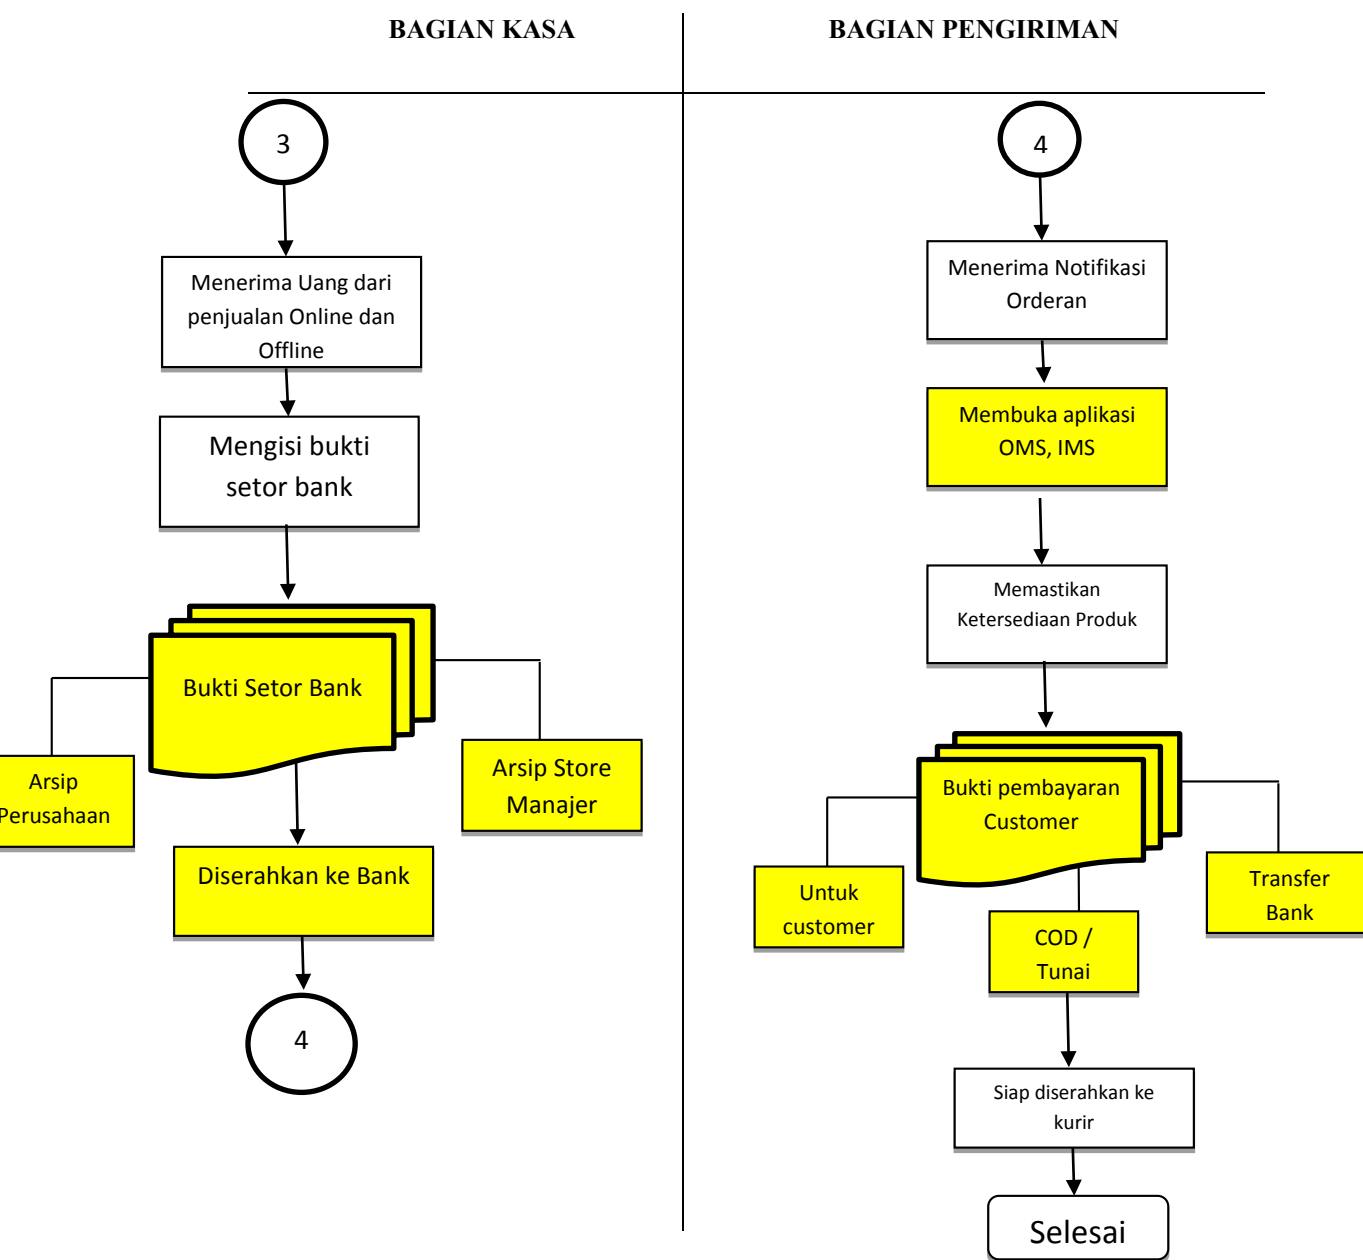 BAGIAN KASA
BAGIAN PENGIRIMAN
3
Menerima Uang dari
penjualan Online dan
Offline
Mengisi bukti
setor bank
Bukti Setor Bank
Arsip
Perusahaan
Arsip Store
Manajer
Diserahkan ke Bank
4
4
Menerima Notifikasi
Orderan
Membuka aplikasi
OMS, IMS
Memastikan
Ketersediaan Produk
Bukti pembayaran
Customer
Untuk
customer
COD /
Tunai
Transfer
Bank
Siap diserahkan ke
kurir
Selesai